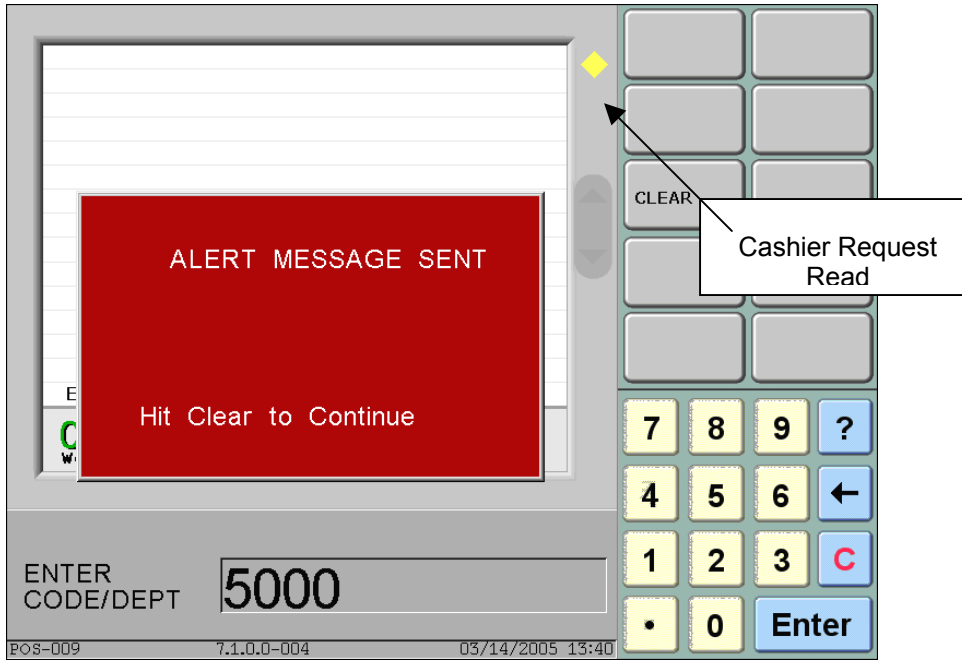 ALERT MESSAGE SENT
Hit Clear to Continue
CLEAR
Cashier Request
Read
7 8 9 ?
4 5 6 ←
1 2 3 C
. 0 Enter
ENTER
CODE/DEPT
5000
POS-009 7.1.0.0-004 03/14/2005 13:40